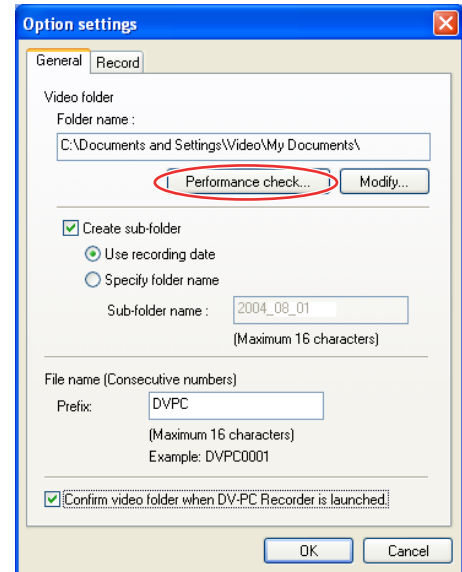 Option settings
General Record
Video folder
Folder name :
C:\Documents and Settings\Video\My Documents\
Performance check... Modify...
Create sub-folder
Use recording date
Specify folder name
Sub-folder name : 2004_08_01
(Maximum 16 characters)
File name (Consecutive numbers)
Prefix: DVPC
(Maximum 16 characters)
Example: DVPC0001
Confirm video folder when DV-PC Recorder is launched.
OK Cancel